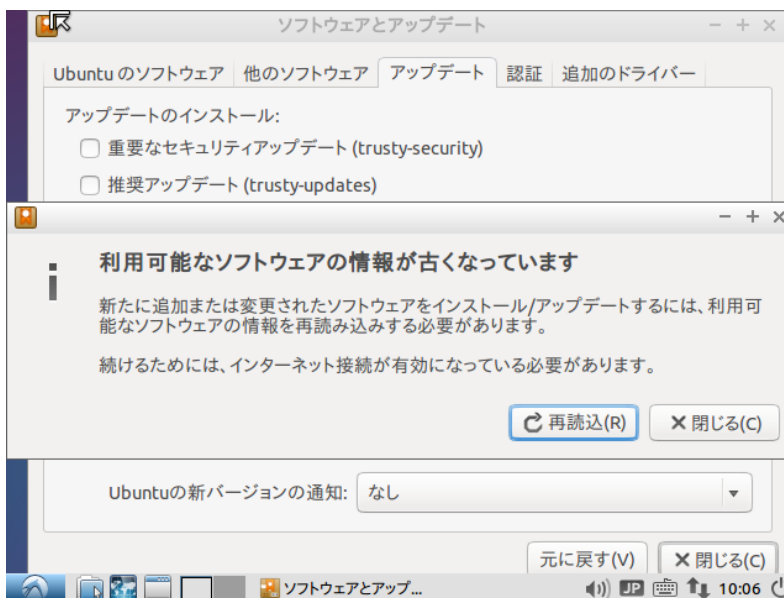 ソフトウェアとアップデート
Ubuntu のソフトウェア 他のソフトウェア アップデート 認証 追加のドライバー
アップデートのインストール:
重要なセキュリティアップデート (trusty-security)
推奨アップデート (trusty-updates)
利用可能なソフトウェアの情報が古くなっています
新たに追加または変更されたソフトウェアをインストール/アップデートするには、利用可
能なソフトウェアの情報を再読み込みする必要があります。
続けるためには、インターネット接続が有効になっている必要があります。
再読込(R) 閉じる(C)
Ubuntuの新バージョンの通知: なし
元に戻す(V) 閉じる(C)
ソフトウェアとアップ... JP 10:06